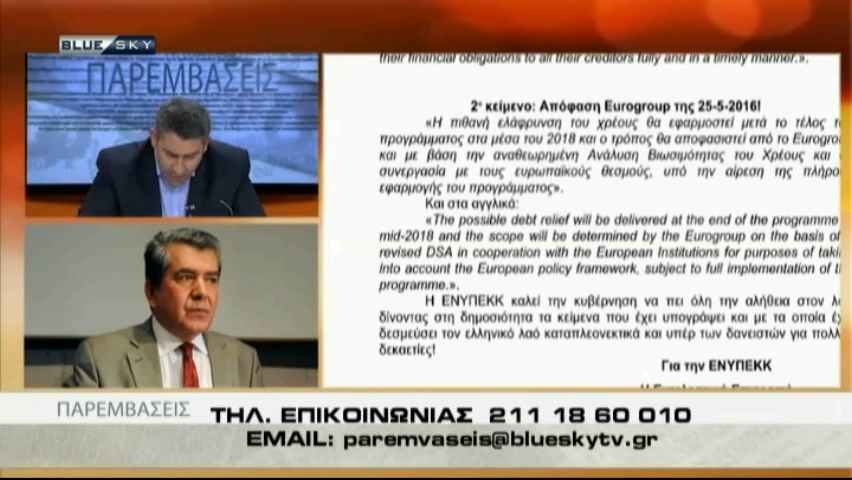 BLUE SKY
ΠΑΡΕΜΒΑΣΕΙΣ
their financial obligations to all their creditors fully and in a timely manner.».
2ο κείμενο: Απόφαση Eurogroup της 25-5-2016!
«Η πιθανή ελάφρυνση του χρέους θα εφαρμοστεί μετά το τέλος
προγράμματος στα μέσα του 2018 και ο τρόπος θα αποφασιστεί από το Eurogro
και με βάση την αναθεωρημένη Ανάλυση Βιωσιμότητας του Χρέους και
συνεργασία με τους ευρωπαϊκούς θεσμούς, υπό την αίρεση της πλήρο
εφαρμογής του προγράμματος».
Και στα αγγλικά:
«The possible debt relief will be delivered at the end of the programme
mid-2018 and the scope will be determined by the Eurogroup on the basis of
revised DSA in cooperation with the European Institutions for purposes of takin
into account the European policy framework, subject to full implementation of t
programme.».
Η ΕΝΥΠΕΚΚ καλεί την κυβέρνηση να πει όλη την αλήθεια στον λα
δίνοντας στη δημοσιότητα τα κείμενα που έχει υπογράψει και με τα οποία έχ
δεσμεύσει τον ελληνικό λαό καταπλεονεκτικά και υπέρ των δανειστών για πολλ
δεκαετίες!
Για την ΕΝΥΠΕΚΚ
ΠΑΡΕΜΒΑΣΕΙΣ
ΤΗΛ. ΕΠΙΚΟΙΝΩΝΙΑΣ 211 18 60 010
EMAIL: paremvaseis@blueskytv.gr